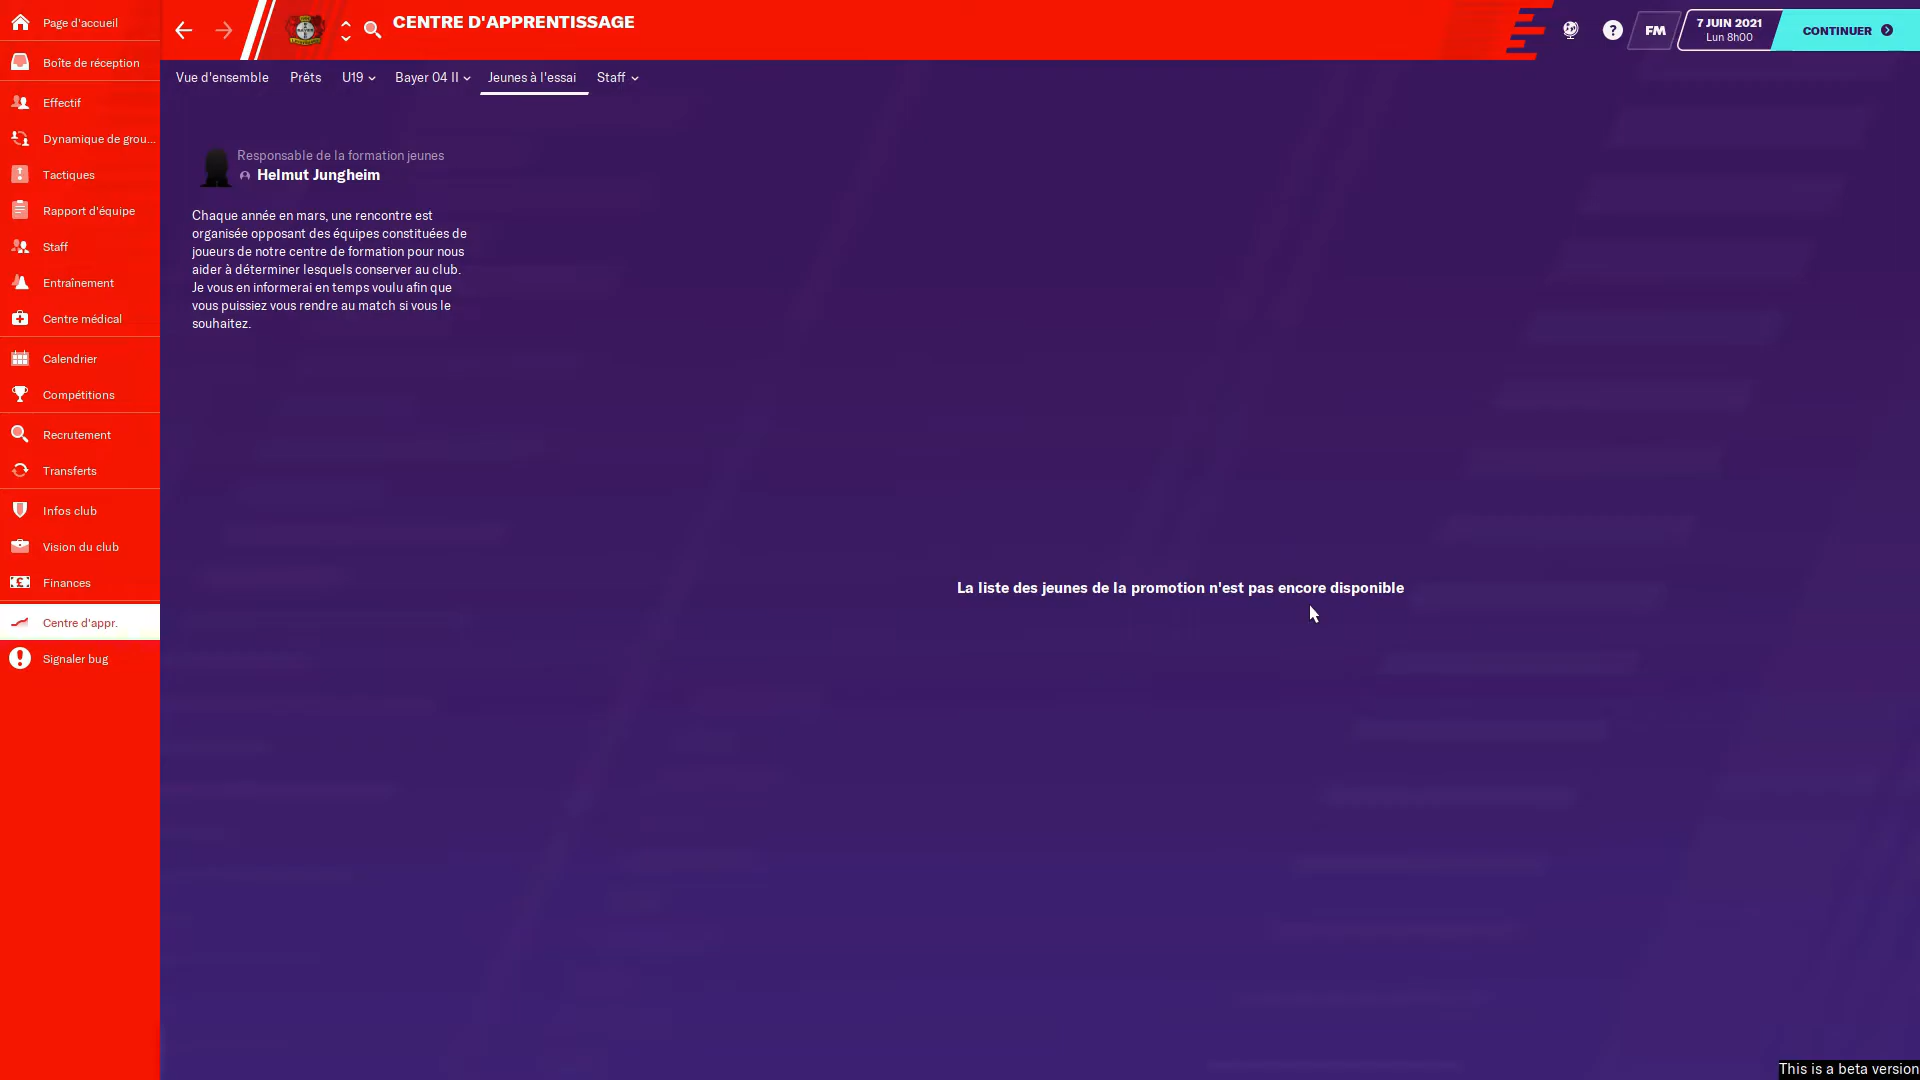 Page d'accueil
Boîte de réception
Effectif
Dynamique de grou...
Tactiques
Rapport d'équipe
Staff
Entraînement
Centre médical
Calendrier
Compétitions
Recrutement
Transferts
Infos club
Vision du club
Finances
Centre d'appr.
Signaler bug
CENTRE D'APPRENTISSAGE
?
FM
7 JUIN 2021
Lun 8h00
CONTINUER
Vue d'ensemble Prêts U19 Bayer 04 II Jeunes à l'essai Staff
Responsable de la formation jeunes
Helmut Jungheim
Chaque année en mars, une rencontre est
organisée opposant des équipes constituées de
joueurs de notre centre de formation pour nous
aider à déterminer lesquels conserver au club.
Je vous en informerai en temps voulu afin que
vous puissiez vous rendre au match si vous le
souhaitez.
La liste des jeunes de la promotion n'est pas encore disponible
This is a beta version